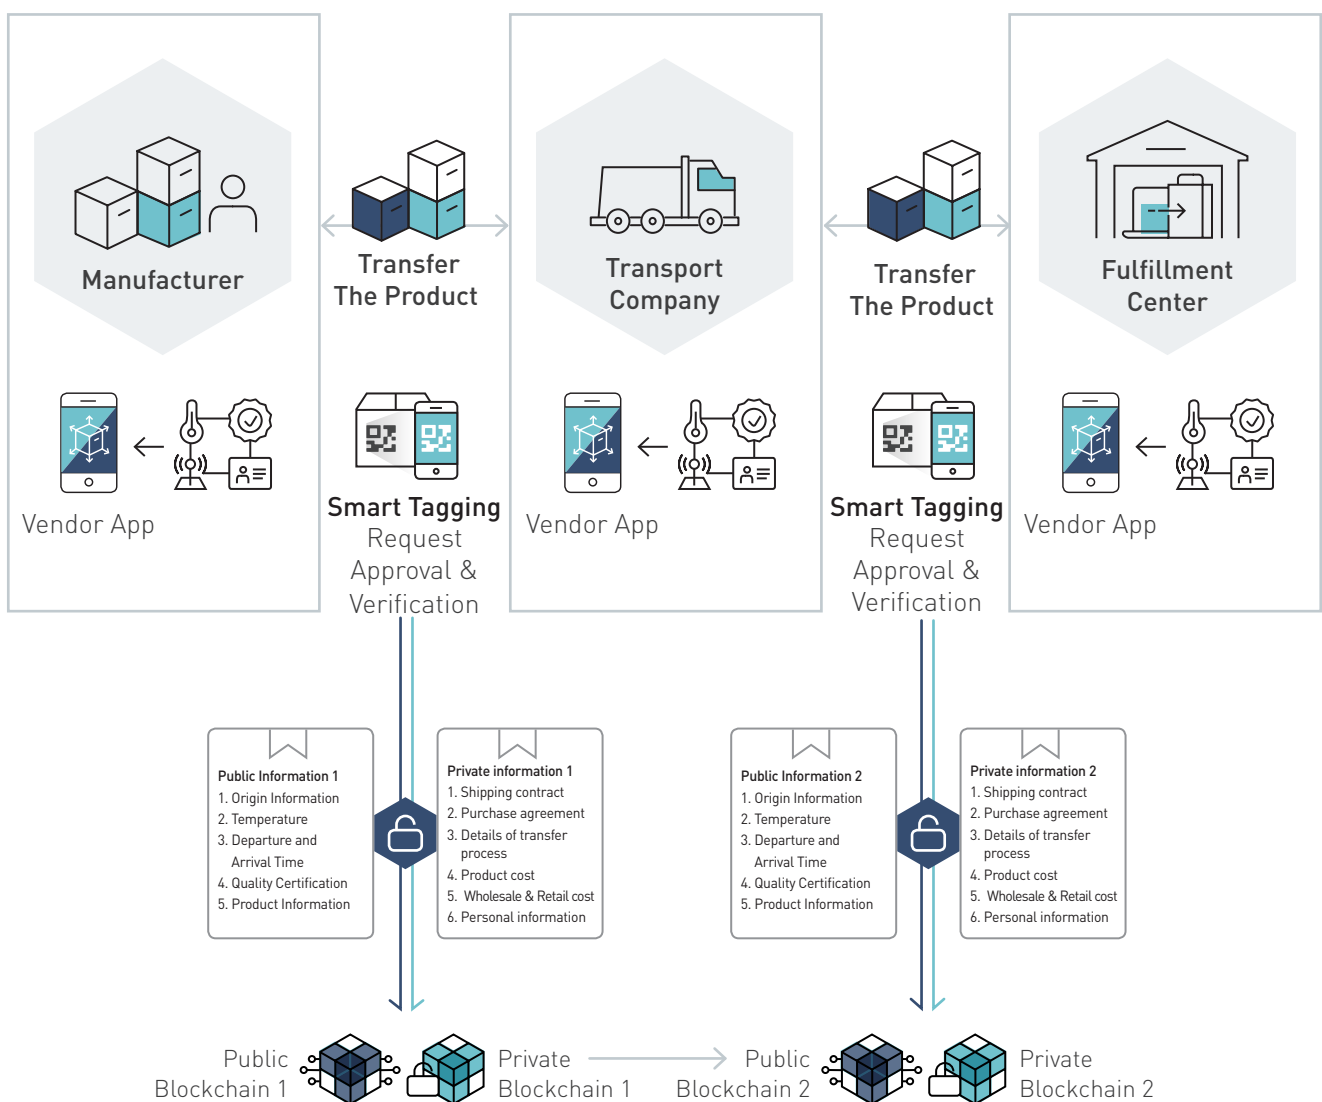 Manufacturer
Transfer
The Product
Transport
Company
Transfer
The Product
Fulfillment
Center
Vendor App
Smart Tagging
Request
Approval &
Verification
Vendor App
Smart Tagging
Request
Approval &
Verification
Vendor App
Public Information 1
1. Origin Information
2. Temperature
3. Departure and
Arrival Time
4. Quality Certification
5. Product Information
Private information 1
1. Shipping contract
2. Purchase agreement
3. Details of transfer
process
4. Product cost
5. Wholesale & Retail cost
6. Personal information
Public Information 2
1. Origin Information
2. Temperature
3. Departure and
Arrival Time
4. Quality Certification
5. Product Information
Private information 2
1. Shipping contract
2. Purchase agreement
3. Details of transfer
process
4. Product cost
5. Wholesale & Retail cost
6. Personal information
Public
Blockchain 1
Private
Blockchain 1
Public
Blockchain 2
Private
Blockchain 2